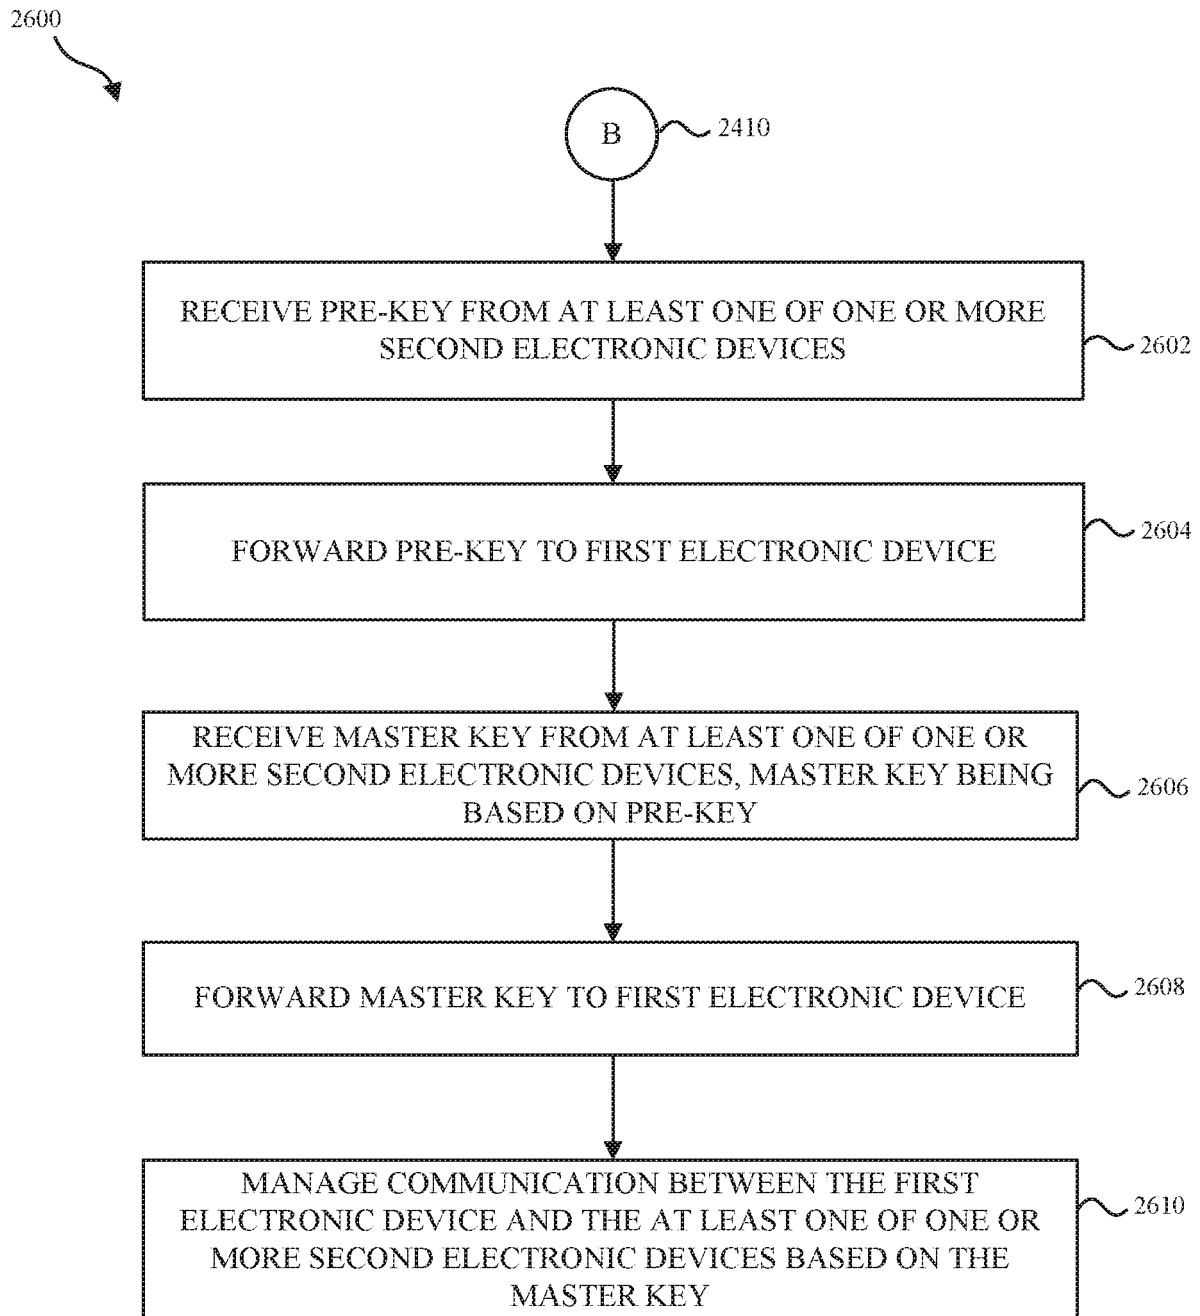 2600
B
2410
RECEIVE PRE-KEY FROM AT LEAST ONE OF ONE OR MORE
SECOND ELECTRONIC DEVICES
2602
FORWARD PRE-KEY TO FIRST ELECTRONIC DEVICE
2604
RECEIVE MASTER KEY FROM AT LEAST ONE OF ONE OR
MORE SECOND ELECTRONIC DEVICES, MASTER KEY BEING
BASED ON PRE-KEY
2606
FORWARD MASTER KEY TO FIRST ELECTRONIC DEVICE
2608
MANAGE COMMUNICATION BETWEEN THE FIRST
ELECTRONIC DEVICE AND THE AT LEAST ONE OF ONE OR
MORE SECOND ELECTRONIC DEVICES BASED ON THE
MASTER KEY
2610